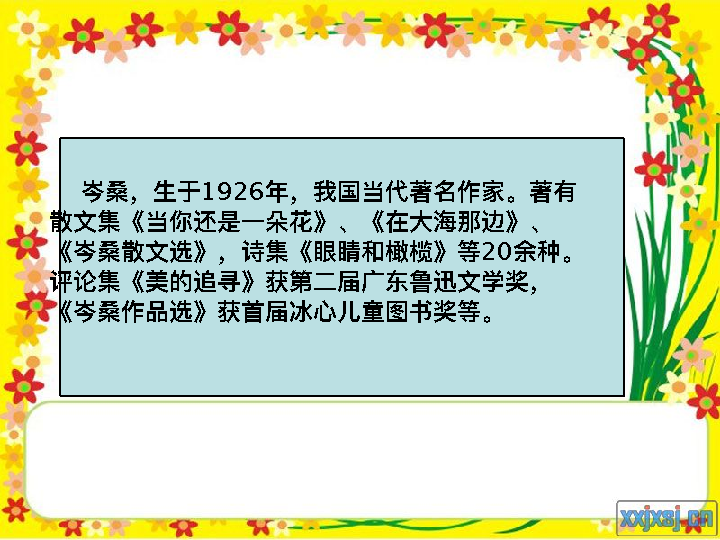 岑桑，生于1926年，我国当代著名作家。著有
散文集《当你还是一朵花》、《在大海那边》、
《岑桑散文选》，诗集《眼睛和橄榄》等20余种。
评论集《美的追寻》获第二届广东鲁迅文学奖，
《岑桑作品选》获首届冰心儿童图书奖等。
xxjxsj.cn